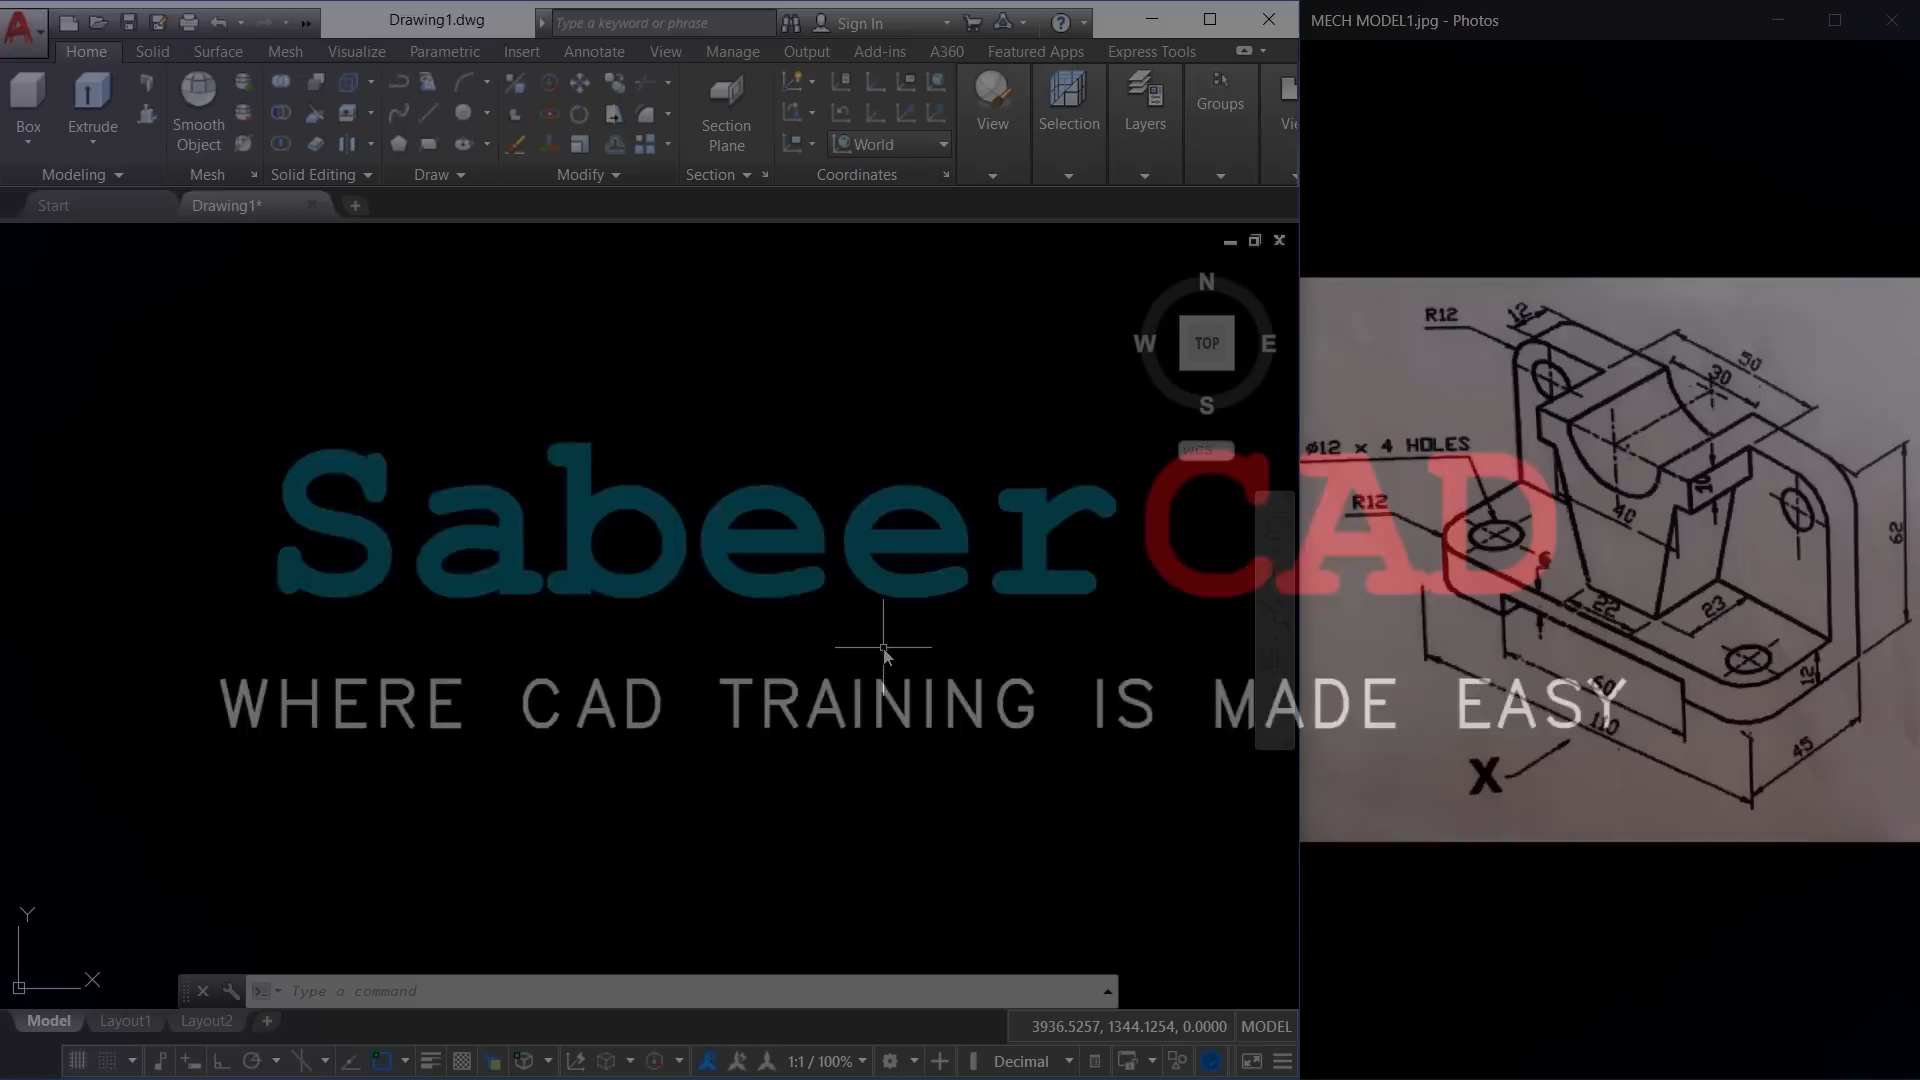 Drawing1.dwg
Type a keyword or phrase
Sign In
MECH MODEL1.jpg - Photos
Home Solid Surface Mesh Visualize Parametric Insert Annotate View Manage Output Add-ins A360 Featured Apps Express Tools
Box
Extrude
Smooth
Object
Section
Plane
World
View
Selection
Layers
Groups
Modeling Mesh Solid Editing Draw Modify Section Coordinates
Start Drawing1*
N
W TOP E
S
WCS
R12
12
50
30
Ø12 x 4 HOLES
R12
10
40
62
6
22
23
12
60
110
45
X
SabeerCAD
WHERE CAD TRAINING IS MADE EASY
Y
X
Type a command
Model Layout1 Layout2
3936.5257, 1344.1254, 0.0000 MODEL
1:1 / 100% Decimal